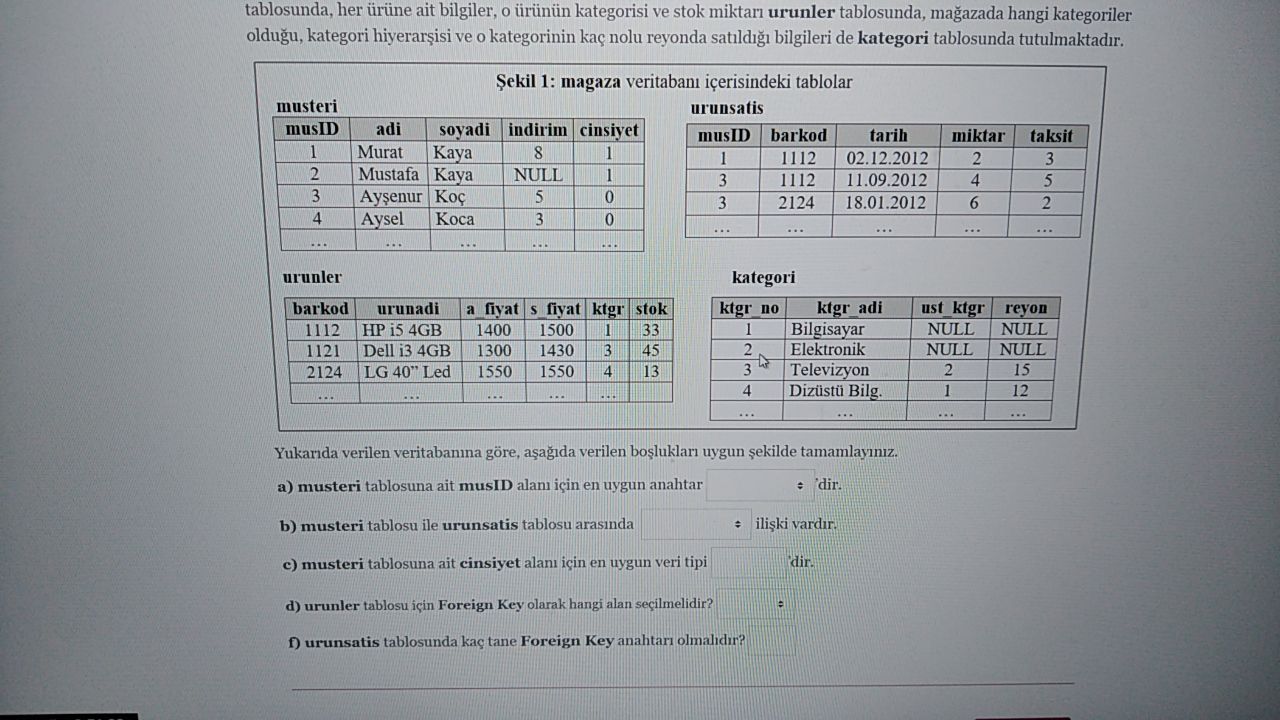 tablosunda, her ürüne ait bilgiler, o ürünün kategorisi ve stok miktarı urunler tablosunda, mağazada hangi kategoriler
olduğu, kategori hiyerarşisi ve o kategorinin kaç nolu reyonda satıldığı bilgileri de kategori tablosunda tutulmaktadır.
Şekil 1: magaza veritabanı içerisindeki tablolar
musteri
musID adi soyadi indirim cinsiyet
1 Murat Kaya 8 1
2 Mustafa Kaya NULL 1
3 Ayşenur Koç 5 0
4 Aysel Koca 3 0
... ... ... ... ...
urunsatis
musID barkod tarih miktar taksit
1 1112 02.12.2012 2 3
3 1112 11.09.2012 4 5
3 2124 18.01.2012 6 2
... ... ... ... ...
urunler
barkod urunadi a_fiyat s_fiyat ktgr stok
1112 HP i5 4GB 1400 1500 1 33
1121 Dell i3 4GB 1300 1430 3 45
2124 LG 40” Led 1550 1550 4 13
... ... ... ... ...
kategori
ktgr_no ktgr_adi ust_ktgr reyon
1 Bilgisayar NULL NULL
2 Elektronik NULL NULL
3 Televizyon 2 15
4 Dizüstü Bilg. 1 12
... ... ... ...
Yukarıda verilen veritabanına göre, aşağıda verilen boşlukları uygun şekilde tamamlayınız.
a) musteri tablosuna ait musID alanı için en uygun anahtar 'dir.
b) musteri tablosu ile urunsatis tablosu arasında ilişki vardır.
c) musteri tablosuna ait cinsiyet alanı için en uygun veri tipi 'dir.
d) urunler tablosu için Foreign Key olarak hangi alan seçilmelidir?
f) urunsatis tablosunda kaç tane Foreign Key anahtarı olmalıdır?